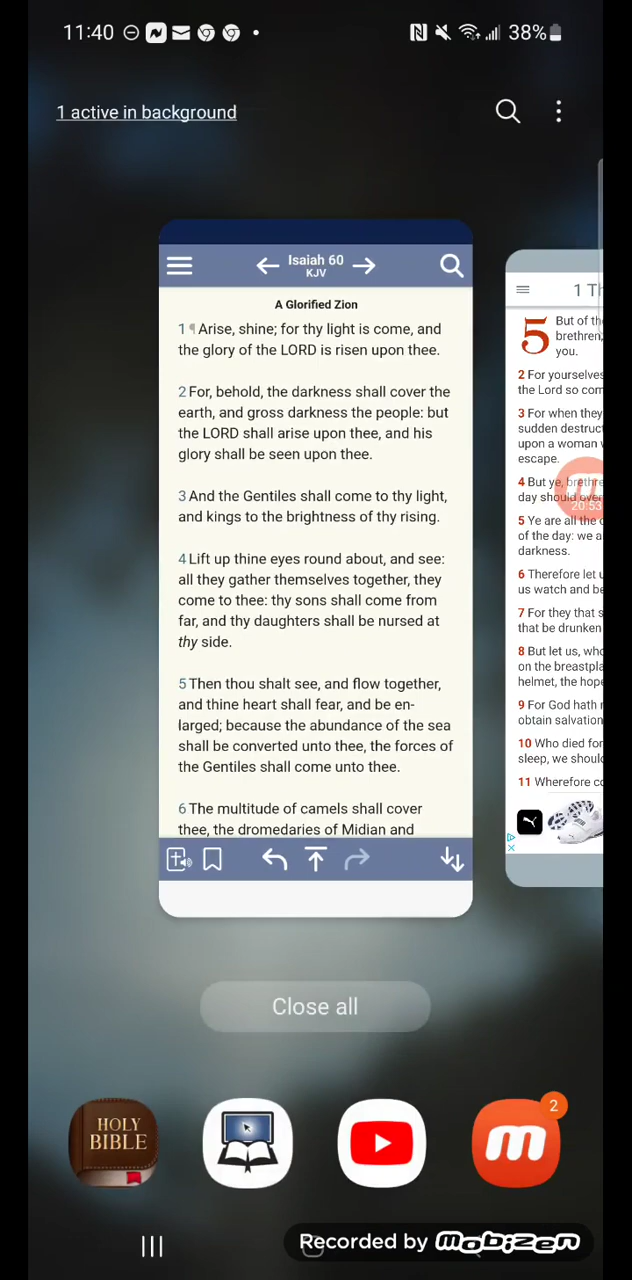 11:40
38%
1 active in background
Isaiah 60
KJV
A Glorified Zion
1 ¶ Arise, shine; for thy light is come, and
the glory of the LORD is risen upon thee.
2 For, behold, the darkness shall cover the
earth, and gross darkness the people: but
the LORD shall arise upon thee, and his
glory shall be seen upon thee.
3 And the Gentiles shall come to thy light,
and kings to the brightness of thy rising.
4 Lift up thine eyes round about, and see:
all they gather themselves together, they
come to thee: thy sons shall come from
far, and thy daughters shall be nursed at
thy side.
5 Then thou shalt see, and flow together,
and thine heart shall fear, and be en-
larged; because the abundance of the sea
shall be converted unto thee, the forces of
the Gentiles shall come unto thee.
6 The multitude of camels shall cover
thee, the dromedaries of Midian and
1 Th
5 But of the
brethren,
you.
2 For yourselves
the Lord so com
3 For when they
sudden destruct
upon a woman
escape.
4 But ye, brethre
day should over
20:53
5 Ye are all the
of the day: we a
darkness.
6 Therefore let u
us watch and be
7 For they that s
that be drunken
8 But let us, who
on the breastpla
helmet, the hope
9 For God hath
obtain salvation
10 Who died for
sleep, we should
11 Wherefore co
Close all
HOLY
BIBLE
2
Recorded by mobizen